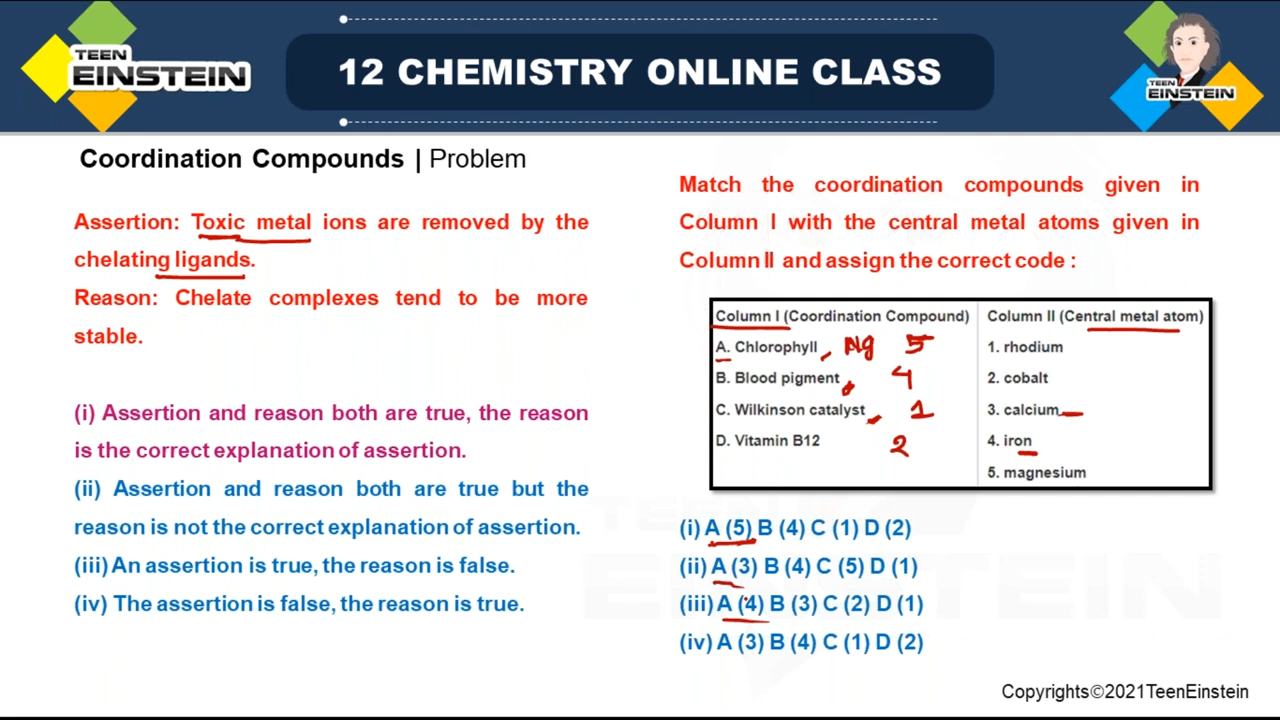 TEEN
EINSTEIN
12 CHEMISTRY ONLINE CLASS
TEEN
EINSTEIN
Coordination Compounds | Problem
Assertion: Toxic metal ions are removed by the
chelating ligands.
Reason: Chelate complexes tend to be more
stable.
(i) Assertion and reason both are true, the reason
is the correct explanation of assertion.
(ii) Assertion and reason both are true but the
reason is not the correct explanation of assertion.
(iii) An assertion is true, the reason is false.
(iv) The assertion is false, the reason is true.
Match the coordination compounds given in
Column I with the central metal atoms given in
Column II and assign the correct code :
Column I (Coordination Compound) Column II (Central metal atom)
A. Chlorophyll Mg 5 1. rhodium
B. Blood pigment 4 2. cobalt
C. Wilkinson catalyst 1 3. calcium
D. Vitamin B12 2 4. iron
5. magnesium
(i) A (5) B (4) C (1) D (2)
(ii) A (3) B (4) C (5) D (1)
(iii) A (4) B (3) C (2) D (1)
(iv) A (3) B (4) C (1) D (2)
TEEN
EINSTEIN
Copyrights©2021TeenEinstein